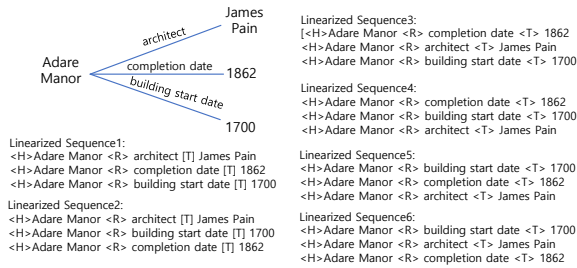 James
Pain
architect
Adare
Manor
completion date
1862
building start date
1700
Linearized Sequence1:
<H>Adare Manor <R> architect [T] James Pain
<H>Adare Manor <R> completion date [T] 1862
<H>Adare Manor <R> building start date [T] 1700
Linearized Sequence2:
<H>Adare Manor <R> architect [T] James Pain
<H>Adare Manor <R> building start date [T] 1700
<H>Adare Manor <R> completion date [T] 1862
Linearized Sequence3:
[<H>Adare Manor <R> completion date <T> 1862
<H>Adare Manor <R> architect <T> James Pain
<H>Adare Manor <R> building start date <T> 1700
Linearized Sequence4:
<H>Adare Manor <R> completion date <T> 1862
<H>Adare Manor <R> building start date <T> 1700
<H>Adare Manor <R> architect <T> James Pain
Linearized Sequence5:
<H>Adare Manor <R> building start date <T> 1700
<H>Adare Manor <R> completion date <T> 1862
<H>Adare Manor <R> architect <T> James Pain
Linearized Sequence6:
<H>Adare Manor <R> building start date <T> 1700
<H>Adare Manor <R> architect <T> James Pain
<H>Adare Manor <R> completion date <T> 1862